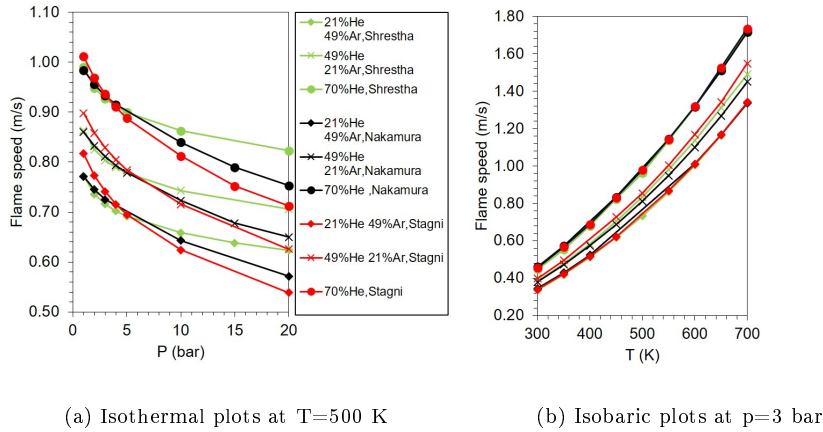 1.10
1.00
0.90
0.80
0.70
0.60
0.50
Flame speed (m/s)
0
5
10
15
20
P (bar)
21%He
49%Ar,Shrestha
49%He
21%Ar,Shrestha
70%He,Shrestha
21%He
49%Ar,Nakamura
49%He
21%Ar,Nakamura
70%He ,Nakamura
21%He 49%Ar,Stagni
49%He 21%Ar,Stagni
70%He,Stagni
1.80
1.60
1.40
1.20
1.00
0.80
0.60
0.40
0.20
Flame speed (m/s)
300
400
500
600
700
T (K)
(a) Isothermal plots at T=500 K
(b) Isobaric plots at p=3 bar